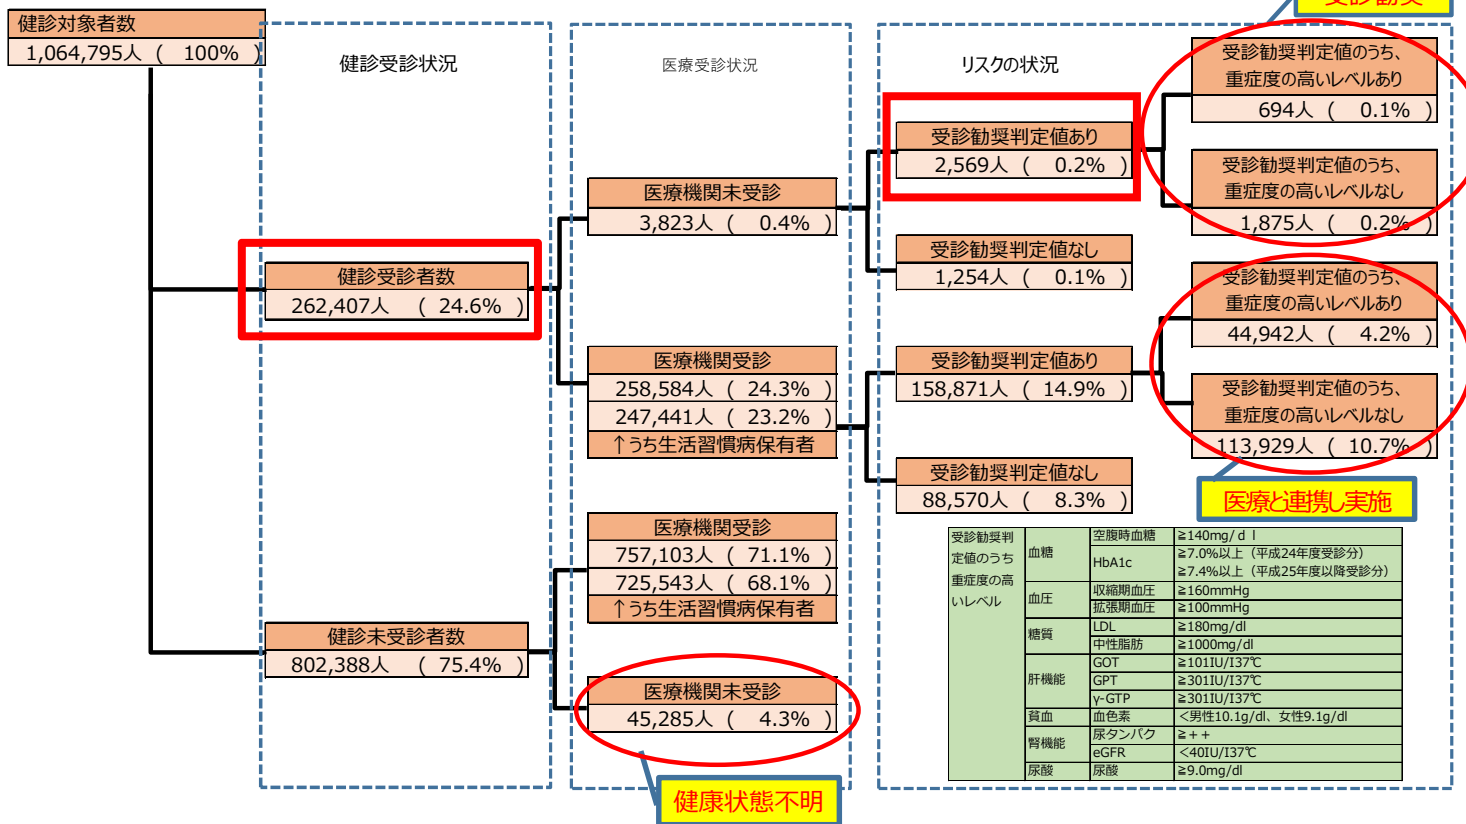 健診対象者数
1,064,795人 ( 100% )
健診受診状況
医療受診状況
リスクの状況
受診勧奨
受診勧奨判定値のうち、
重症度の高いレベルあり
694人 ( 0.1% )
受診勧奨判定値あり
2,569人 ( 0.2% )
受診勧奨判定値のうち、
重症度の高いレベルなし
1,875人 ( 0.2% )
医療機関未受診
3,823人 ( 0.4% )
受診勧奨判定値なし
1,254人 ( 0.1% )
健診受診者数
262,407人 ( 24.6% )
受診勧奨判定値のうち、
重症度の高いレベルあり
44,942人 ( 4.2% )
医療機関受診
258,584人 ( 24.3% )
247,441人 ( 23.2% )
↑うち生活習慣病保有者
受診勧奨判定値あり
158,871人 ( 14.9% )
受診勧奨判定値のうち、
重症度の高いレベルなし
113,929人 ( 10.7% )
受診勧奨判定値なし
88,570人 ( 8.3% )
医療と連携し実施
医療機関受診
757,103人 ( 71.1% )
725,543人 ( 68.1% )
↑うち生活習慣病保有者
健診未受診者数
802,388人 ( 75.4% )
医療機関未受診
45,285人 ( 4.3% )
健康状態不明
受診勧奨判
定値のうち
重症度の高
いレベル
血糖 空腹時血糖 ≧140mg/ｄｌ
HbA1c ≧7.0%以上（平成24年度受診分）
≧7.4%以上（平成25年度以降受診分）
血圧 収縮期血圧 ≧160mmHg
拡張期血圧 ≧100mmHg
糖質 LDL ≧180mg/dl
中性脂肪 ≧1000mg/dl
肝機能 GOT ≧101IU/I37℃
GPT ≧301IU/I37℃
γ-GTP ≧301IU/I37℃
貧血 血色素 ＜男性10.1g/dl、女性9.1g/dl
腎機能 尿タンパク ≧＋＋
eGFR ＜40IU/I37℃
尿酸 尿酸 ≧9.0mg/dl